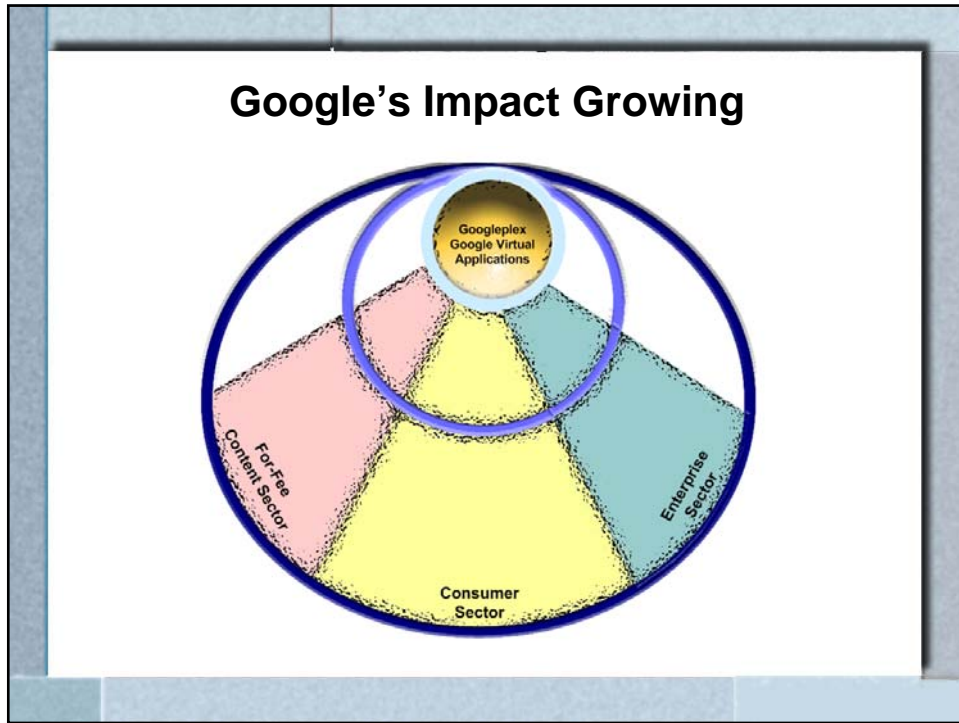 Google’s Impact Growing
Googleplex
Google Virtual
Applications
For-Fee
Content Sector
Enterprise
Sector
Consumer
Sector